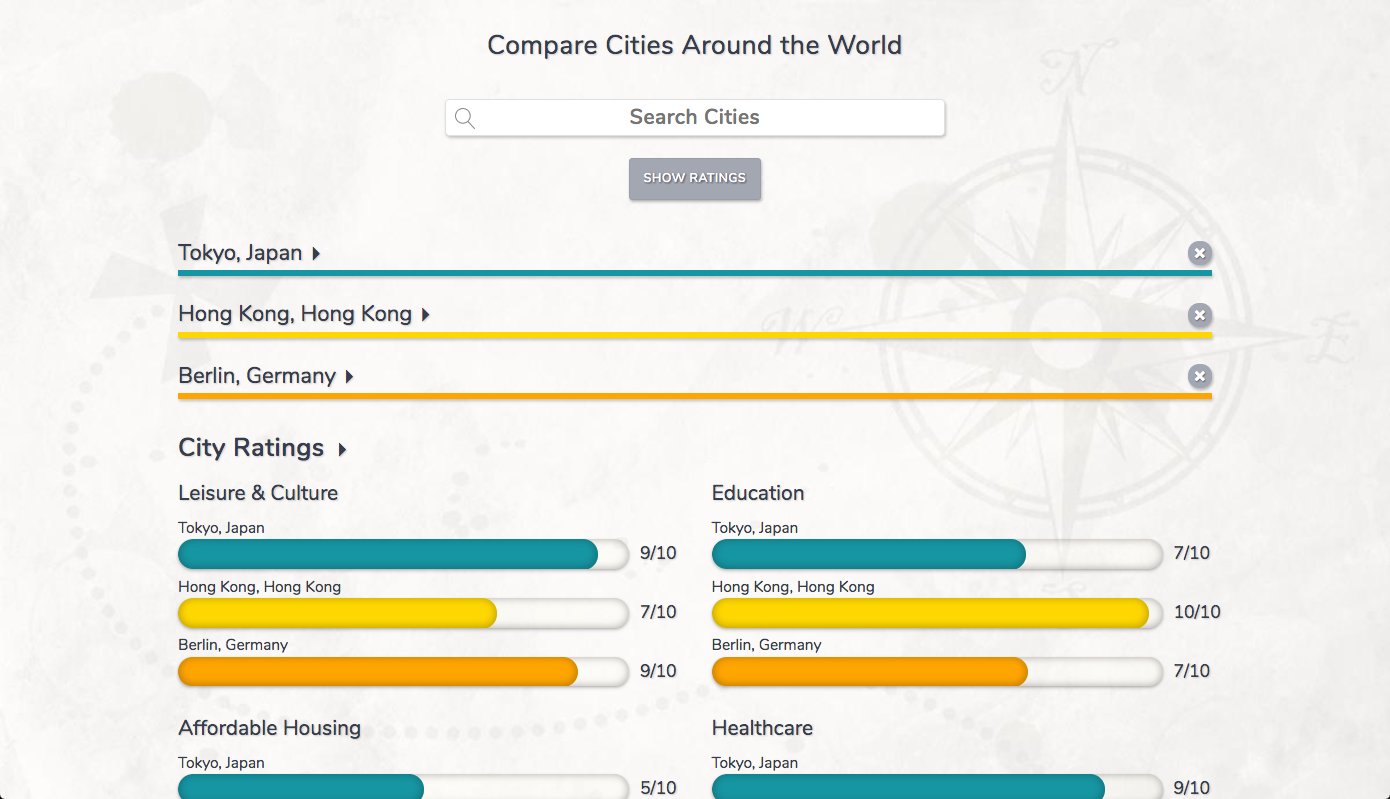 Compare Cities Around the World
N
Search Cities
SHOW RATINGS
Tokyo, Japan
Hong Kong, Hong Kong
W
E
Berlin, Germany
City Ratings
Leisure & Culture
Tokyo, Japan
9/10
Hong Kong, Hong Kong
7/10
Berlin, Germany
9/10
Education
Tokyo, Japan
7/10
Hong Kong, Hong Kong
10/10
Berlin, Germany
7/10
Affordable Housing
Tokyo, Japan
5/10
Healthcare
Tokyo, Japan
9/10